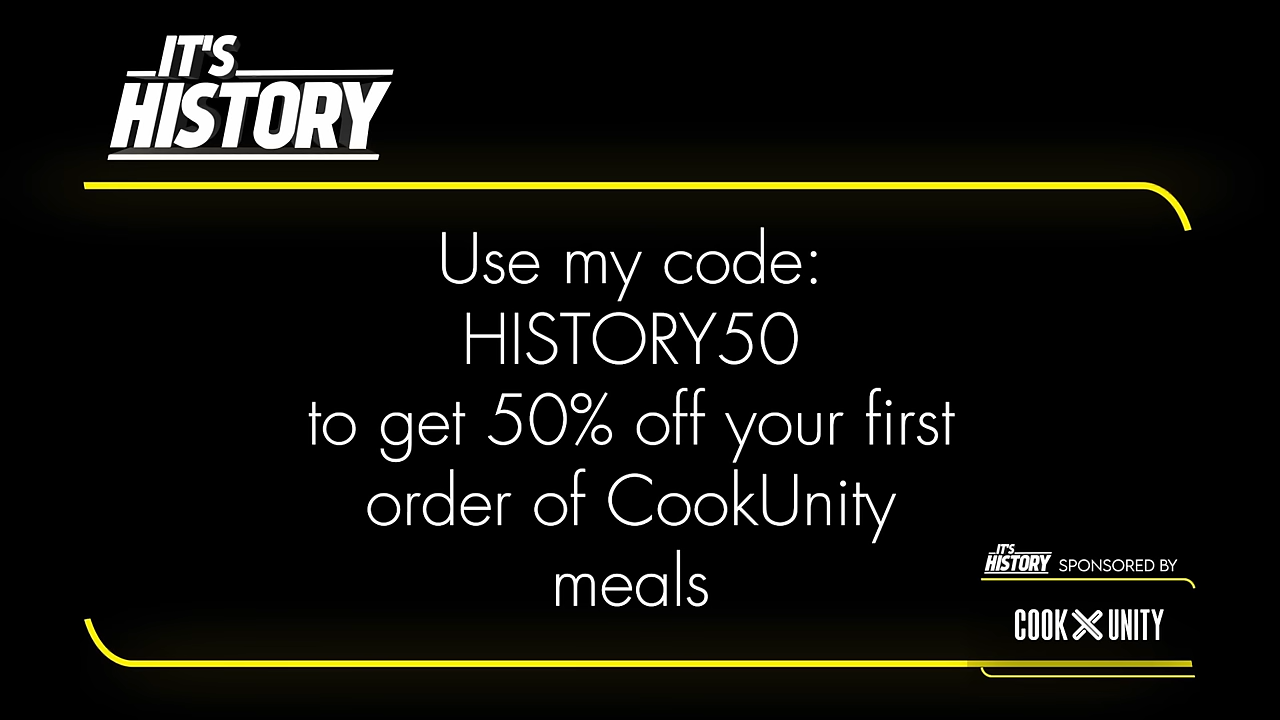 IT'S
HISTORY
Use my code:
HISTORY50
to get 50% off your first
order of CookUnity
meals
IT'S
HISTORY SPONSORED BY
COOK UNITY